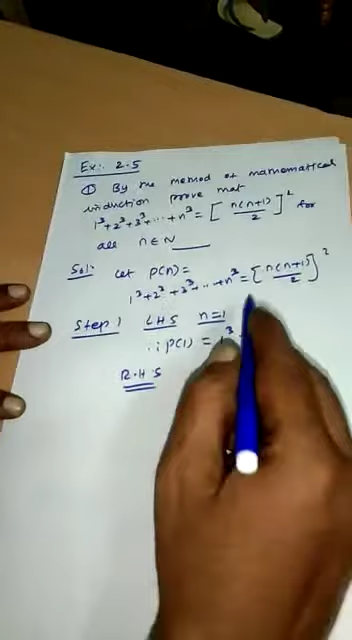 Ex:- 2.5
① By the method of mathematical
induction prove that
1³+2³+3³+...+n³ = [n(n+1)/2]² for
all n ∈ N
Sol: Let P(n)=
1³+2³+3³+...+n³ = [n(n+1)/2]²
Step 1 LHS n=1
∴ P(1) = 1³
R.H.S